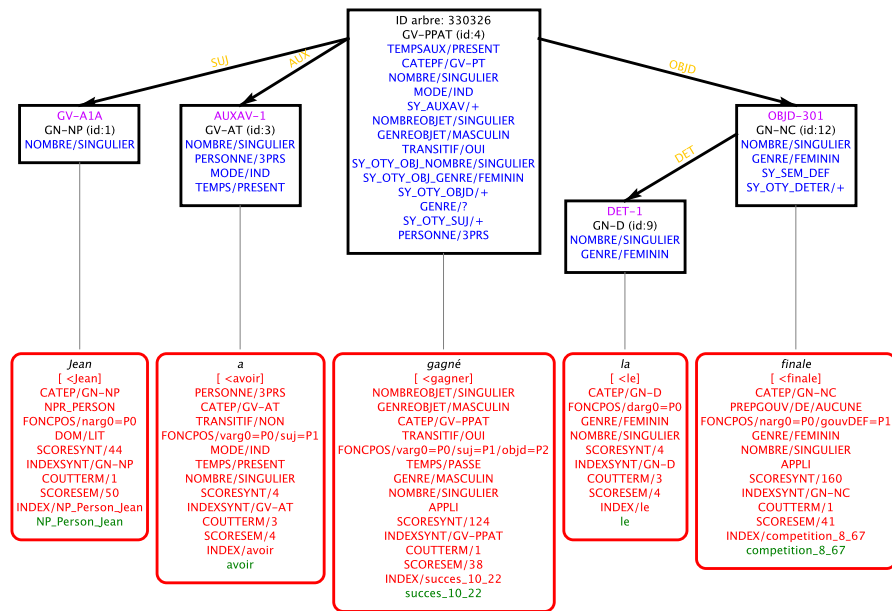 ID arbre: 330326
GV-PPAT (id:4)
TEMPSAUX/PRESENT
CATEPF/GV-PT
NOMBRE/SINGULIER
MODE/IND
SY_AUXAV/+
NOMBREOBJET/SINGULIER
GENREOBJET/MASCULIN
TRANSITIF/OUI
SY_OTY_OBJ_NOMBRE/SINGULIER
SY_OTY_OBJ_GENRE/FEMININ
SY_OTY_OBJD/+
GENRE/?
SY_OTY_SUJ/+
PERSONNE/3PRS
SUJ
AUX
OBJD
GV-A1A
GN-NP (id:1)
NOMBRE/SINGULIER
AUXAV-1
GV-AT (id:3)
NOMBRE/SINGULIER
PERSONNE/3PRS
MODE/IND
TEMPS/PRESENT
OBJD-301
GN-NC (id:12)
NOMBRE/SINGULIER
GENRE/FEMININ
SY_SEM_DEF
SY_OTY_DETER/+
DET
DET-1
GN-D (id:9)
NOMBRE/SINGULIER
GENRE/FEMININ
Jean
[ <Jean]
CATEP/GN-NP
NPR_PERSON
FONCPOS/narg0=P0
DOM/LIT
SCORESYNT/44
INDEXSYNT/GN-NP
COUTTERM/1
SCORESEM/50
INDEX/NP_Person_Jean
NP_Person_Jean
a
[ <avoir]
PERSONNE/3PRS
CATEP/GV-AT
TRANSITIF/NON
FONCPOS/varg0=P0/suj=P1
MODE/IND
TEMPS/PRESENT
NOMBRE/SINGULIER
SCORESYNT/4
INDEXSYNT/GV-AT
COUTTERM/3
SCORESEM/4
INDEX/avoir
avoir
gagné
[ <gagner]
NOMBREOBJET/SINGULIER
GENREOBJET/MASCULIN
CATEP/GV-PPAT
TRANSITIF/OUI
FONCPOS/varg0=P0/suj=P1/objd=P2
TEMPS/PASSE
GENRE/MASCULIN
NOMBRE/SINGULIER
APPLI
SCORESYNT/124
INDEXSYNT/GV-PPAT
COUTTERM/1
SCORESEM/38
INDEX/succes_10_22
succes_10_22
la
[ <le]
CATEP/GN-D
FONCPOS/darg0=P0
GENRE/FEMININ
NOMBRE/SINGULIER
SCORESYNT/4
INDEXSYNT/GN-D
COUTTERM/3
SCORESEM/4
INDEX/le
le
finale
[ <finale]
CATEP/GN-NC
PREPGOUV/DE/AUCUNE
FONCPOS/narg0=P0/gouvDEF=P1
GENRE/FEMININ
NOMBRE/SINGULIER
APPLI
SCORESYNT/160
INDEXSYNT/GN-NC
COUTTERM/1
SCORESEM/41
INDEX/competition_8_67
competition_8_67